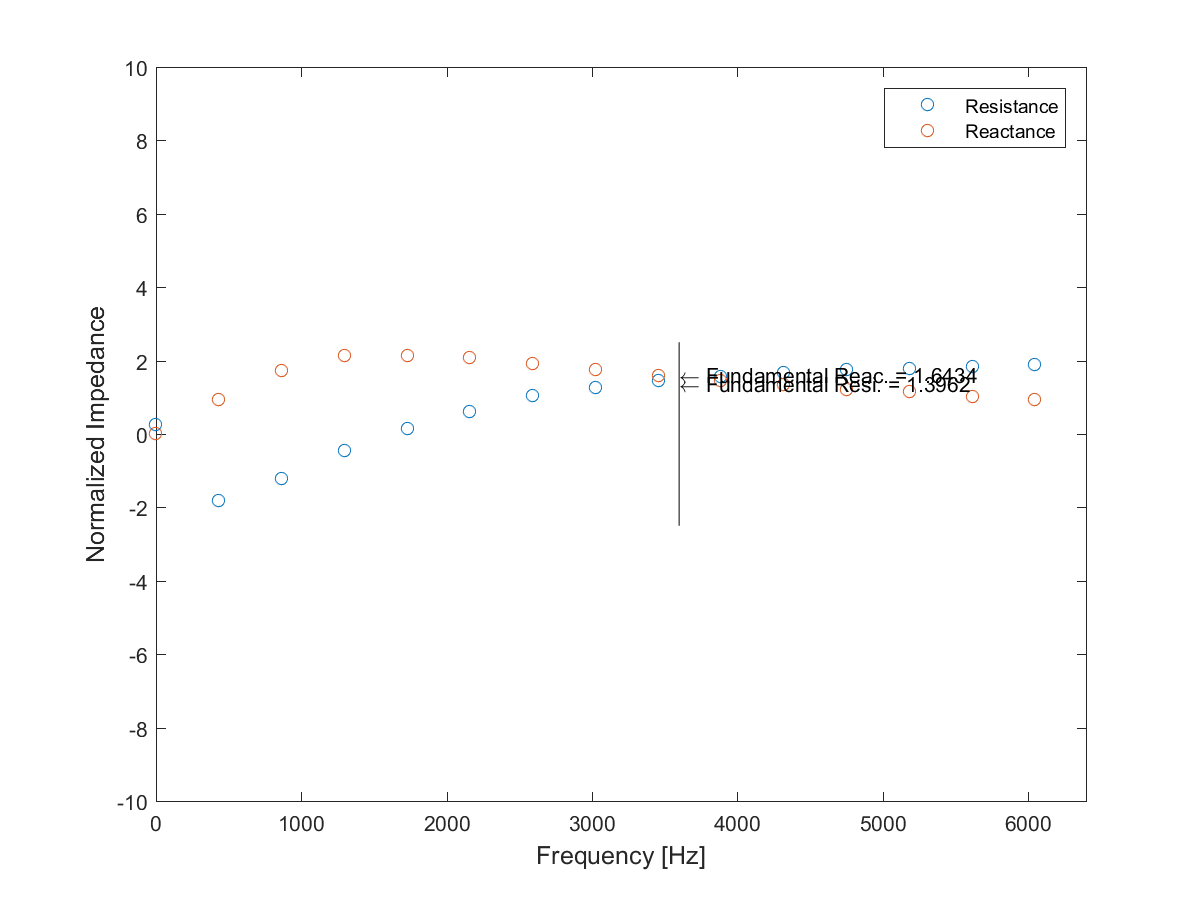 10
8
6
4
2
0
-2
-4
-6
-8
-10
Normalized Impedance
Resistance
Reactance
← Fundamental Reac. = 1.6434
← Fundamental Resi. = 1.3962
0 1000 2000 3000 4000 5000 6000
Frequency [Hz]